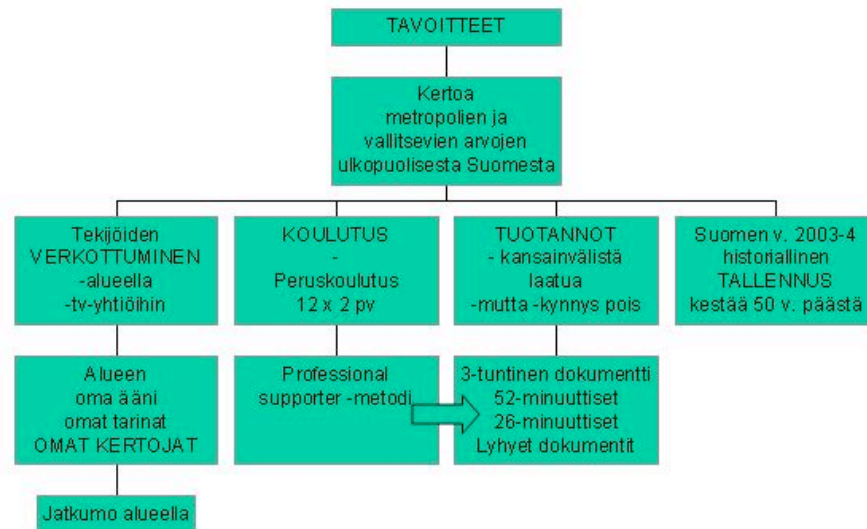 TAVOITTEET
Kertoa
metropolien ja
vallitsevien arvojen
ulkopuolisesta Suomesta
Tekijöiden
VERKOTTUMINEN
-alueella
-tv-yhtiöihin
KOULUTUS
-
Peruskoulutus
12 x 2 pv
TUOTANNOT
- kansainvälistä
laatua
-mutta -kynnys pois
Suomen v. 2003-4
historiallinen
TALLENNUS
kestää 50 v. päästä
Alueen
oma ääni
omat tarinat
OMAT KERTOJAT
Professional
supporter -metodi
3-tuntinen dokumentti
52-minuuttiset
26-minuuttiset
Lyhyet dokumentit
Jatkumo alueella